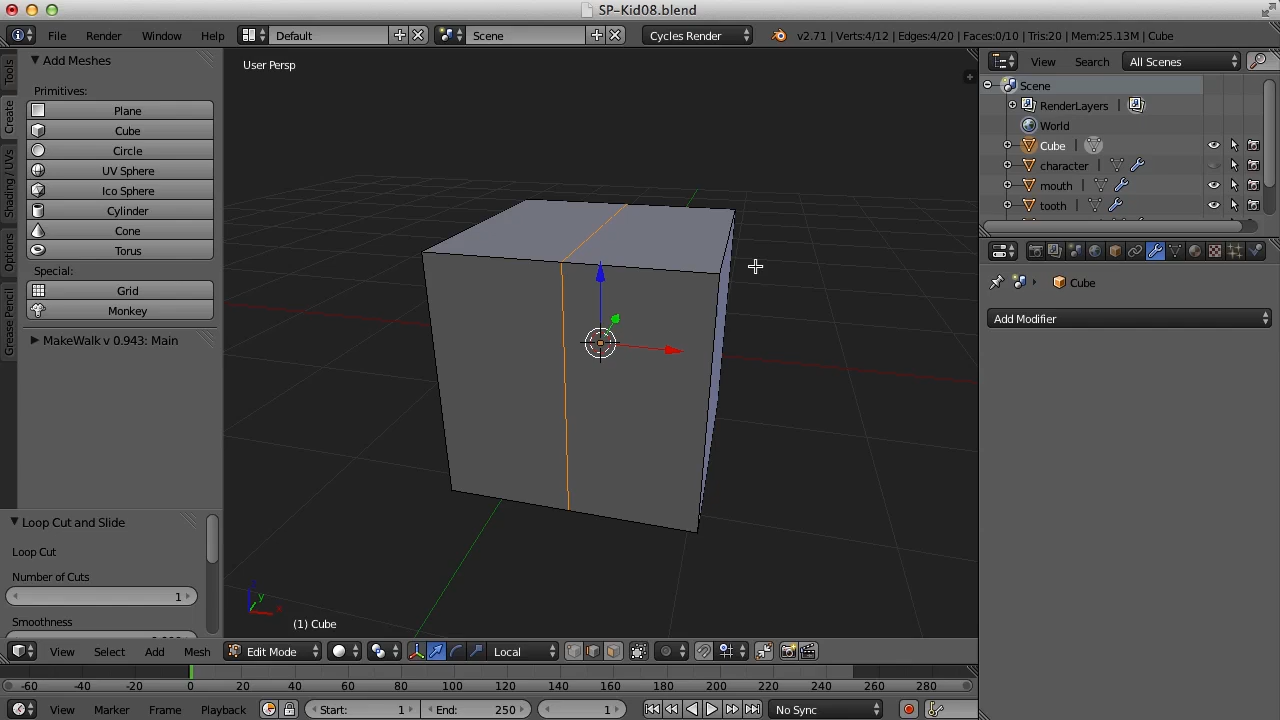 SP-Kid08.blend
File Render Window Help Default Scene Cycles Render v2.71 | Verts:4/12 | Edges:4/20 | Faces:0/10 | Tris:20 | Mem:25.13M | Cube
Tools
Create
Shading / UVs
Options
Grease Pencil
Add Meshes
Primitives:
Plane
Cube
Circle
UV Sphere
Ico Sphere
Cylinder
Cone
Torus
Special:
Grid
Monkey
MakeWalk v 0.943: Main
Loop Cut and Slide
Loop Cut
Number of Cuts
1
Smoothness
User Persp
z
y
x
(1) Cube
View Select Add Mesh Edit Mode Local
-60 -40 -20 0 20 40 60 80 100 120 140 160 180 200 220 240 260 280
View Marker Frame Playback Start: 1 End: 250 1 No Sync
View Search All Scenes
Scene
RenderLayers |
World
Cube |
character |
mouth |
tooth |
Cube
Add Modifier